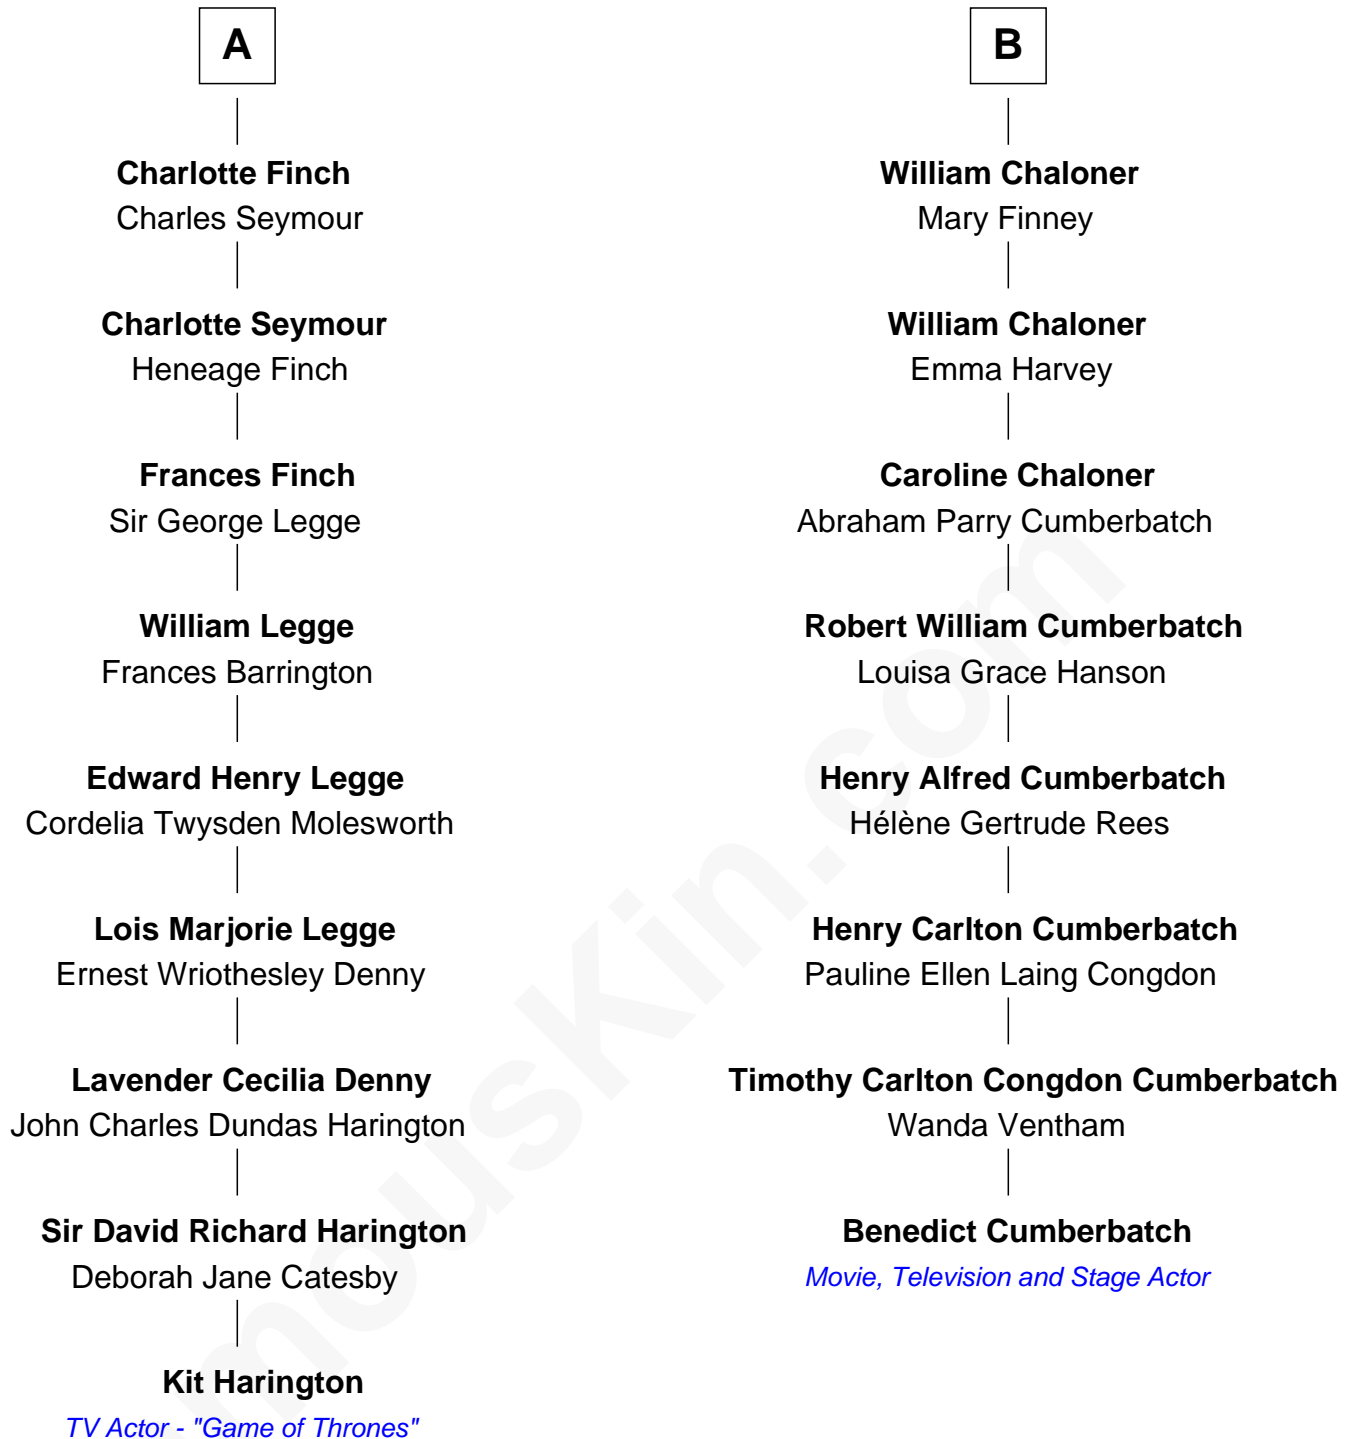 A
Charlotte Finch
Charles Seymour
Charlotte Seymour
Heneage Finch
Frances Finch
Sir George Legge
William Legge
Frances Barrington
Edward Henry Legge
Cordelia Twysden Molesworth
Lois Marjorie Legge
Ernest Wriothesley Denny
Lavender Cecilia Denny
John Charles Dundas Harington
Sir David Richard Harington
Deborah Jane Catesby
Kit Harington
TV Actor - "Game of Thrones"
B
William Chaloner
Mary Finney
William Chaloner
Emma Harvey
Caroline Chaloner
Abraham Parry Cumberbatch
Robert William Cumberbatch
Louisa Grace Hanson
Henry Alfred Cumberbatch
Hélène Gertrude Rees
Henry Carlton Cumberbatch
Pauline Ellen Laing Congdon
Timothy Carlton Congdon Cumberbatch
Wanda Ventham
Benedict Cumberbatch
Movie, Television and Stage Actor
mousKin.com